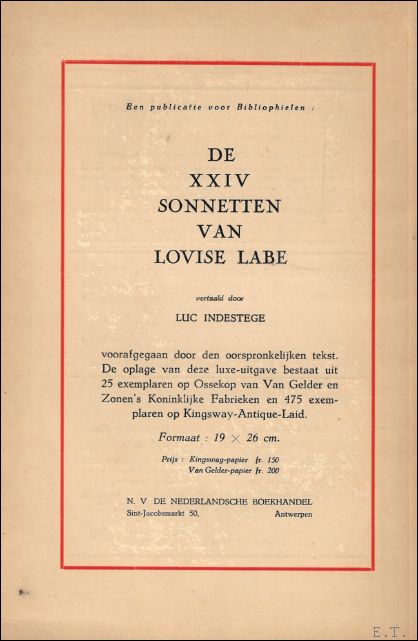 Een publicatie voor Bibliophielen :
DE
XXIV
SONNETTEN
VAN
LOVISE LABE
vertaald door
LUC INDESTEGE
voorafgegaan door den oorspronkelijken tekst.
De oplage van deze luxe-uitgave bestaat uit
25 exemplaren op Ossekop van Van Gelder en
Zonen's Koninklijke Fabrieken en 475 exem-
plaren op Kingsway-Antique-Laid.
Formaat : 19 × 26 cm.
Prijs : Kingsway-papier fr. 150
Van Gelder-papier fr. 200
N. V DE NEDERLANDSCHE BOEKHANDEL
Sint-Jacobsmarkt 50, Antwerpen
E.T.